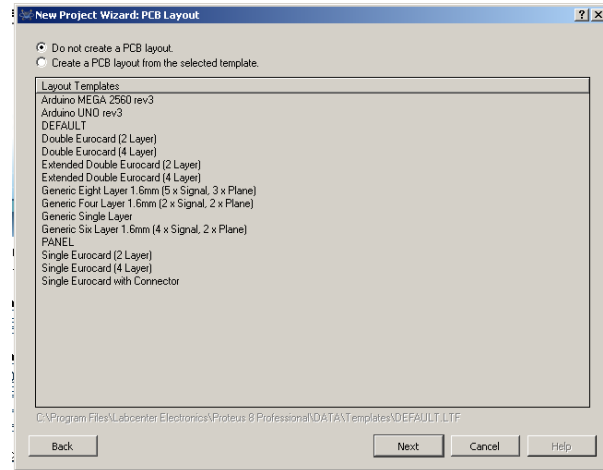 New Project Wizard: PCB Layout
Do not create a PCB layout.
Create a PCB layout from the selected template.
Layout Templates
Arduino MEGA 2560 rev3
Arduino UNO rev3
DEFAULT
Double Eurocard (2 Layer)
Double Eurocard (4 Layer)
Extended Double Eurocard (2 Layer)
Extended Double Eurocard (4 Layer)
Generic Eight Layer 1.6mm (5 x Signal, 3 x Plane)
Generic Four Layer 1.6mm (2 x Signal, 2 x Plane)
Generic Single Layer
Generic Six Layer 1.6mm (4 x Signal, 2 x Plane)
PANEL
Single Eurocard (2 Layer)
Single Eurocard (4 Layer)
Single Eurocard with Connector
C:\Program Files\Labcenter Electronics\Proteus 8 Professional\DATA\Templates\DEFAULT.LTF
Back Next Cancel Help